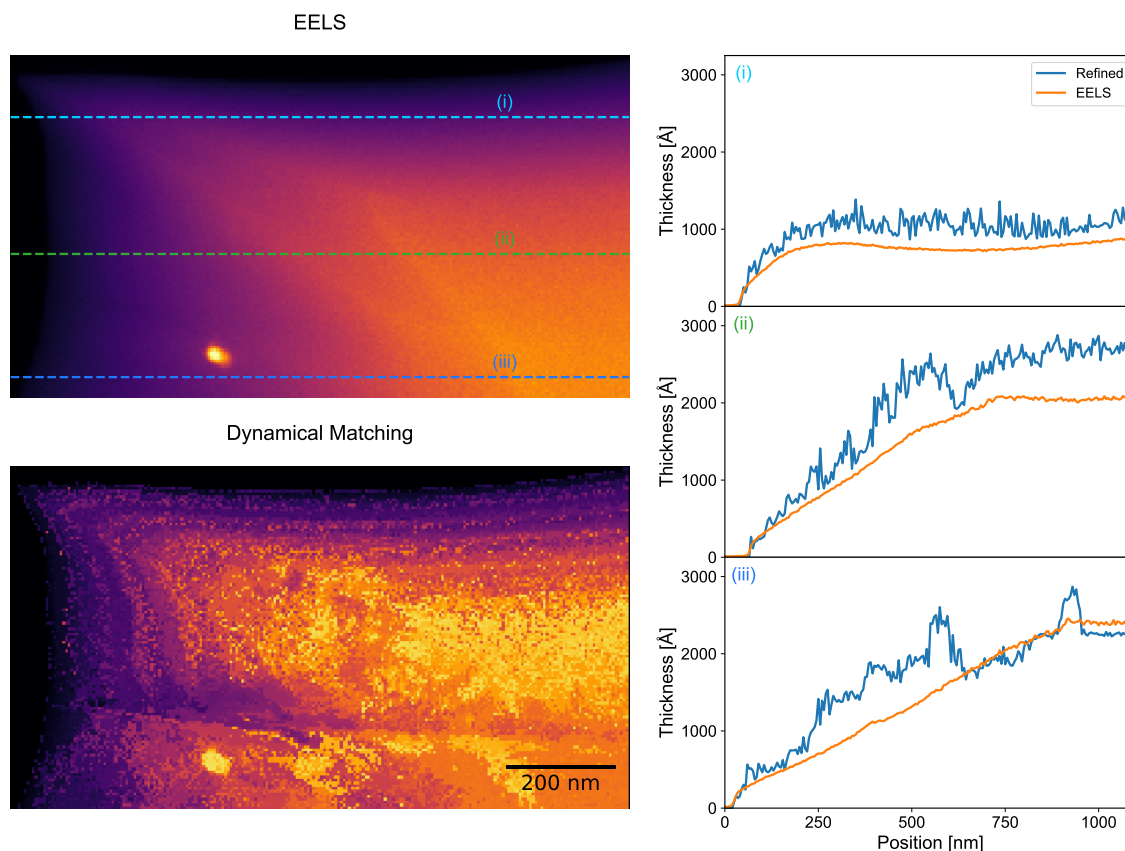 EELS
(i)
(ii)
(iii)
Dynamical Matching
200 nm
(i)
Refined
EELS
3000
2000
1000
0
Thickness [Å]
(ii)
3000
2000
1000
0
Thickness [Å]
(iii)
3000
2000
1000
0
Thickness [Å]
0 250 500 750 1000
Position [nm]